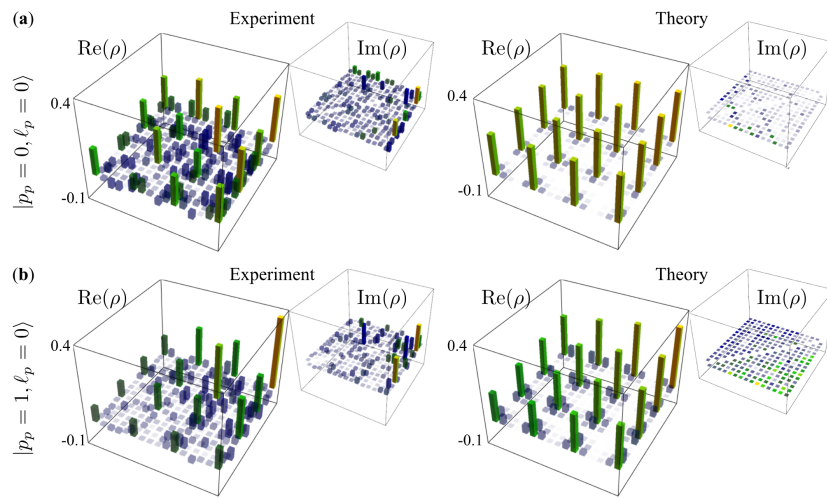 (a) Experiment Theory
Re(ρ) Im(ρ) Re(ρ) Im(ρ)
|p_p = 0, ℓ_p = 0⟩
0.4 0.4
-0.1 -0.1
(b) Experiment Theory
Re(ρ) Im(ρ) Re(ρ) Im(ρ)
|p_p = 1, ℓ_p = 0⟩
0.4 0.4
-0.1 -0.1